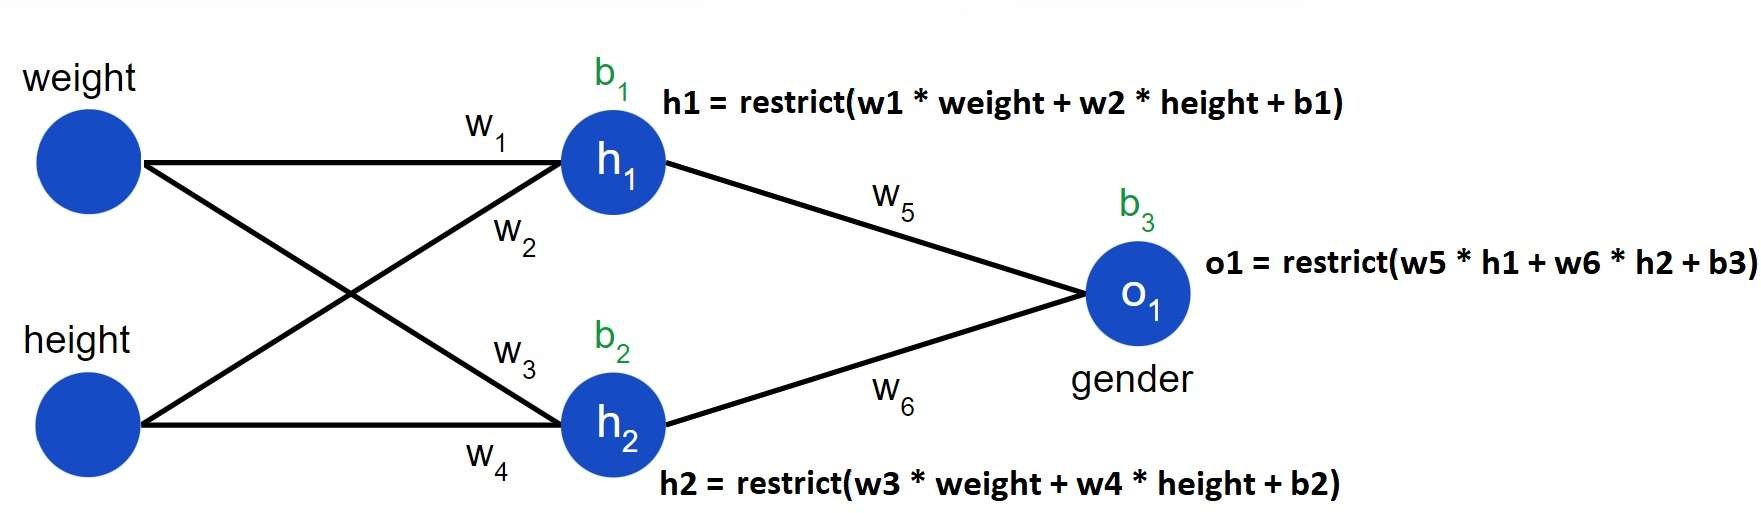 weight
w1
b1
h1
h1 = restrict(w1 * weight + w2 * height + b1)
w2
w5
b3
o1
o1 = restrict(w5 * h1 + w6 * h2 + b3)
gender
height
w3
b2
h2
w4
w6
h2 = restrict(w3 * weight + w4 * height + b2)